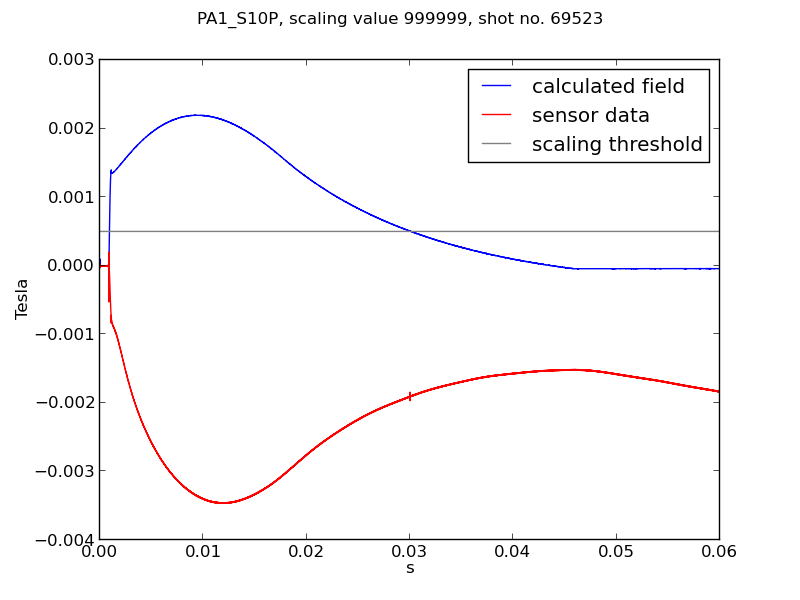 PA1_S10P, scaling value 999999, shot no. 69523
calculated field
sensor data
scaling threshold
0.003
0.002
0.001
0.000
−0.001
−0.002
−0.003
−0.004
Tesla
0.00
0.01
0.02
0.03
0.04
0.05
0.06
s